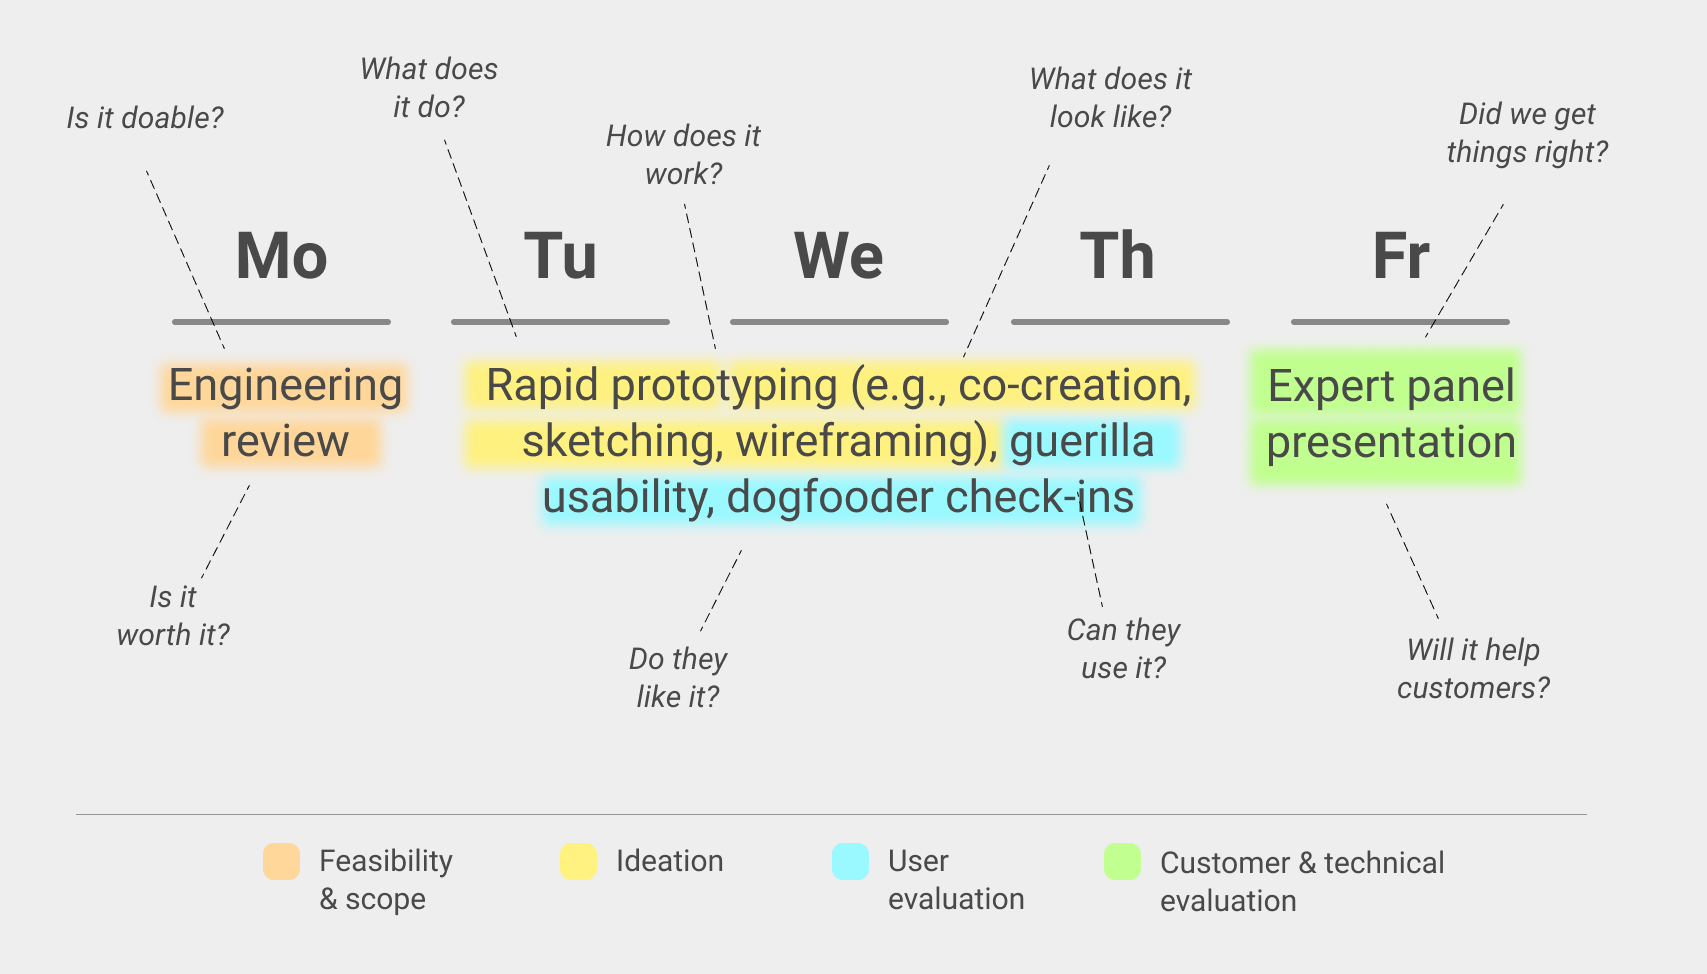 Is it doable?
What does
it do?
How does it
work?
What does it
look like?
Did we get
things right?
Mo
Tu
We
Th
Fr
Engineering
review
Rapid prototyping (e.g., co-creation,
sketching, wireframing), guerilla
usability, dogfooder check-ins
Expert panel
presentation
Is it
worth it?
Do they
like it?
Can they
use it?
Will it help
customers?
Feasibility
& scope
Ideation
User
evaluation
Customer & technical
evaluation